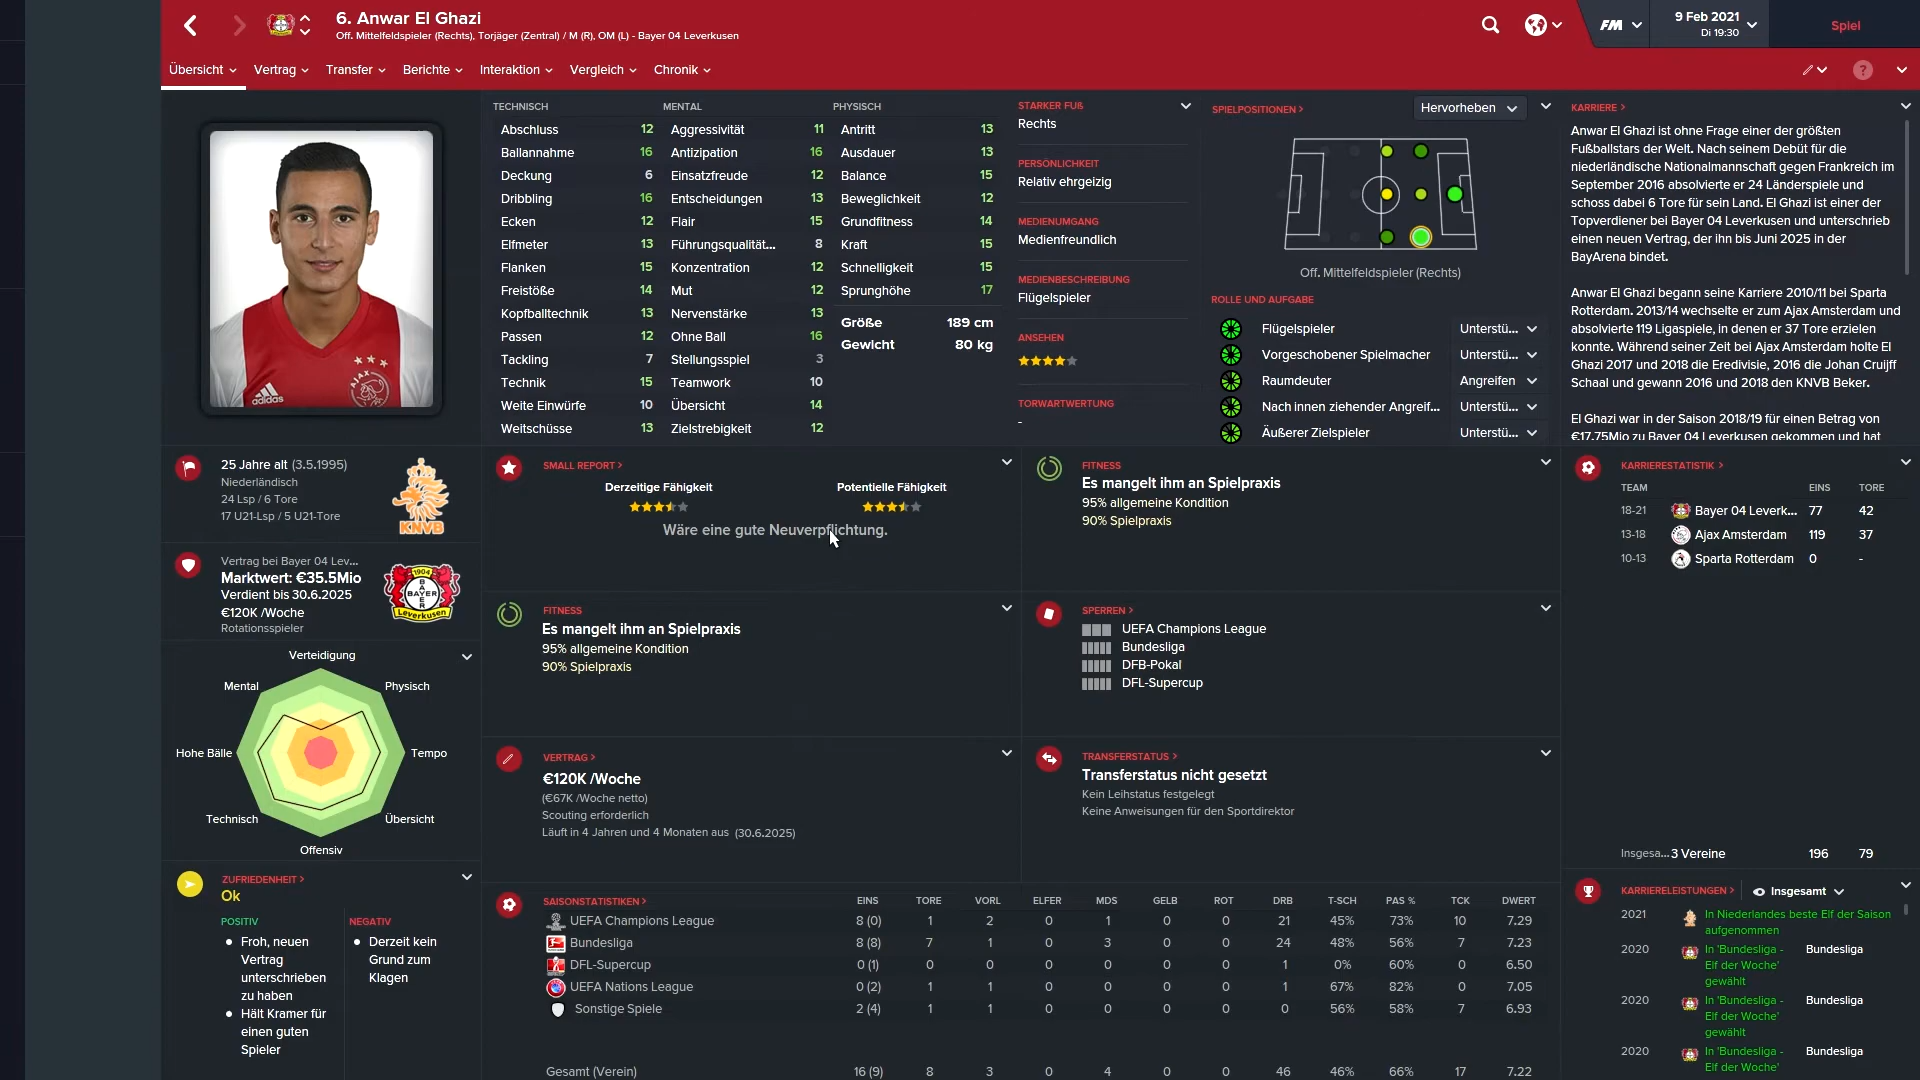 6. Anwar El Ghazi
Off. Mittelfeldspieler (Rechts), Torjäger (Zentral) / M (R), OM (L) - Bayer 04 Leverkusen
FM
9 Feb 2021
Di 19:30
Spiel
Übersicht
Vertrag
Transfer
Berichte
Interaktion
Vergleich
Chronik
?
TECHNISCH
Abschluss 12
Ballannahme 16
Deckung 6
Dribbling 16
Ecken 12
Elfmeter 13
Flanken 15
Freistöße 14
Kopfballtechnik 13
Passen 12
Tackling 7
Technik 15
Weite Einwürfe 10
Weitschüsse 13
MENTAL
Aggressivität 11
Antizipation 16
Einsatzfreude 12
Entscheidungen 13
Flair 15
Führungsqualität... 8
Konzentration 12
Mut 12
Nervenstärke 13
Ohne Ball 16
Stellungsspiel 3
Teamwork 10
Übersicht 14
Zielstrebigkeit 12
PHYSISCH
Antritt 13
Ausdauer 13
Balance 15
Beweglichkeit 12
Grundfitness 14
Kraft 15
Schnelligkeit 15
Sprunghöhe 17
Größe 189 cm
Gewicht 80 kg
STARKER FUß
Rechts
PERSÖNLICHKEIT
Relativ ehrgeizig
MEDIENUMGANG
Medienfreundlich
MEDIENBESCHREIBUNG
Flügelspieler
ANSEHEN
TORWARTWERTUNG
-
SPIELPOSITIONEN >
Hervorheben
Off. Mittelfeldspieler (Rechts)
ROLLE UND AUFGABE
Flügelspieler Unterstü...
Vorgeschobener Spielmacher Unterstü...
Raumdeuter Angreifen
Nach innen ziehender Angreif... Unterstü...
Äußerer Zielspieler Unterstü...
KARRIERE >
Anwar El Ghazi ist ohne Frage einer der größten
Fußballstars der Welt. Nach seinem Debüt für die
niederländische Nationalmannschaft gegen Frankreich im
September 2016 absolvierte er 24 Länderspiele und
schoss dabei 6 Tore für sein Land. El Ghazi ist einer der
Topverdiener bei Bayer 04 Leverkusen und unterschrieb
einen neuen Vertrag, der ihn bis Juni 2025 in der
BayArena bindet.
Anwar El Ghazi begann seine Karriere 2010/11 bei Sparta
Rotterdam. 2013/14 wechselte er zum Ajax Amsterdam und
absolvierte 119 Ligaspiele, in denen er 37 Tore erzielen
konnte. Während seiner Zeit bei Ajax Amsterdam holte El
Ghazi 2017 und 2018 die Eredivisie, 2016 die Johan Cruijff
Schaal und gewann 2016 und 2018 den KNVB Beker.
El Ghazi war in der Saison 2018/19 für einen Betrag von
€17.75Mio zu Bayer 04 Leverkusen gekommen und hat
AJAX
adidas
25 Jahre alt (3.5.1995)
Niederländisch
24 Lsp / 6 Tore
17 U21-Lsp / 5 U21-Tore
KNVB
Vertrag bei Bayer 04 Lev...
Marktwert: €35.5Mio
Verdient bis 30.6.2025
€120K /Woche
Rotationsspieler
1904
BAYER
BAYER
Leverkusen
Verteidigung
Mental
Physisch
Hohe Bälle
Tempo
Technisch
Übersicht
Offensiv
ZUFRIEDENHEIT >
Ok
POSITIV
Froh, neuen
Vertrag
unterschrieben
zu haben
Hält Kramer für
einen guten
Spieler
NEGATIV
Derzeit kein
Grund zum
Klagen
SMALL REPORT >
Derzeitige Fähigkeit
Potentielle Fähigkeit
Wäre eine gute Neuverpflichtung.
FITNESS
Es mangelt ihm an Spielpraxis
95% allgemeine Kondition
90% Spielpraxis
FITNESS
Es mangelt ihm an Spielpraxis
95% allgemeine Kondition
90% Spielpraxis
SPERREN >
UEFA Champions League
Bundesliga
DFB-Pokal
DFL-Supercup
VERTRAG >
€120K /Woche
(€67K /Woche netto)
Scouting erforderlich
Läuft in 4 Jahren und 4 Monaten aus (30.6.2025)
TRANSFERSTATUS >
Transferstatus nicht gesetzt
Kein Leihstatus festgelegt
Keine Anweisungen für den Sportdirektor
SAISONSTATISTIKEN > EINS TORE VORL ELFER MDS GELB ROT DRB T-SCH PAS % TCK DWERT
UEFA Champions League 8 (0) 1 2 0 1 0 0 21 45% 73% 10 7.29
Bundesliga 8 (8) 7 1 0 3 0 0 24 48% 56% 7 7.23
DFL-Supercup 0 (1) 0 0 0 0 0 0 1 0% 60% 0 6.50
UEFA Nations League 0 (2) 1 1 0 0 0 0 1 67% 82% 0 7.05
Sonstige Spiele 2 (4) 1 1 0 0 0 0 0 56% 58% 7 6.93
Gesamt (Verein) 16 (9) 8 3 0 4 0 0 46 46% 66% 17 7.22
KARRIERESTATISTIK >
TEAM EINS TORE
18-21 Bayer 04 Leverk... 77 42
13-18 Ajax Amsterdam 119 37
10-13 Sparta Rotterdam 0 -
Insgesa... 3 Vereine 196 79
KARRIERELEISTUNGEN > Insgesamt
2021 In Niederlandes beste Elf der Saison
aufgenommen
2020 In 'Bundesliga - Bundesliga
Elf der Woche'
gewählt
2020 In 'Bundesliga - Bundesliga
Elf der Woche'
gewählt
2020 In 'Bundesliga - Bundesliga
Elf der Woche'